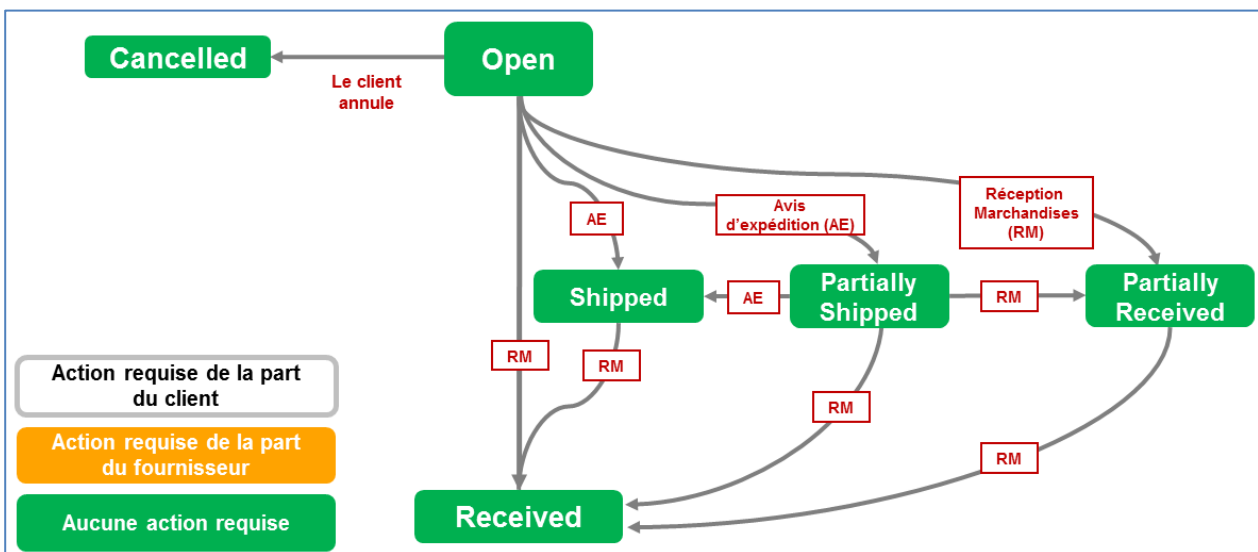 Cancelled
Open
Le client
annule
AE
Avis
d'expédition (AE)
Réception
Marchandises
(RM)
Shipped
AE
Partially
Shipped
RM
Partially
Received
RM
RM
RM
RM
Action requise de la part
du client
Action requise de la part
du fournisseur
Aucune action requise
Received